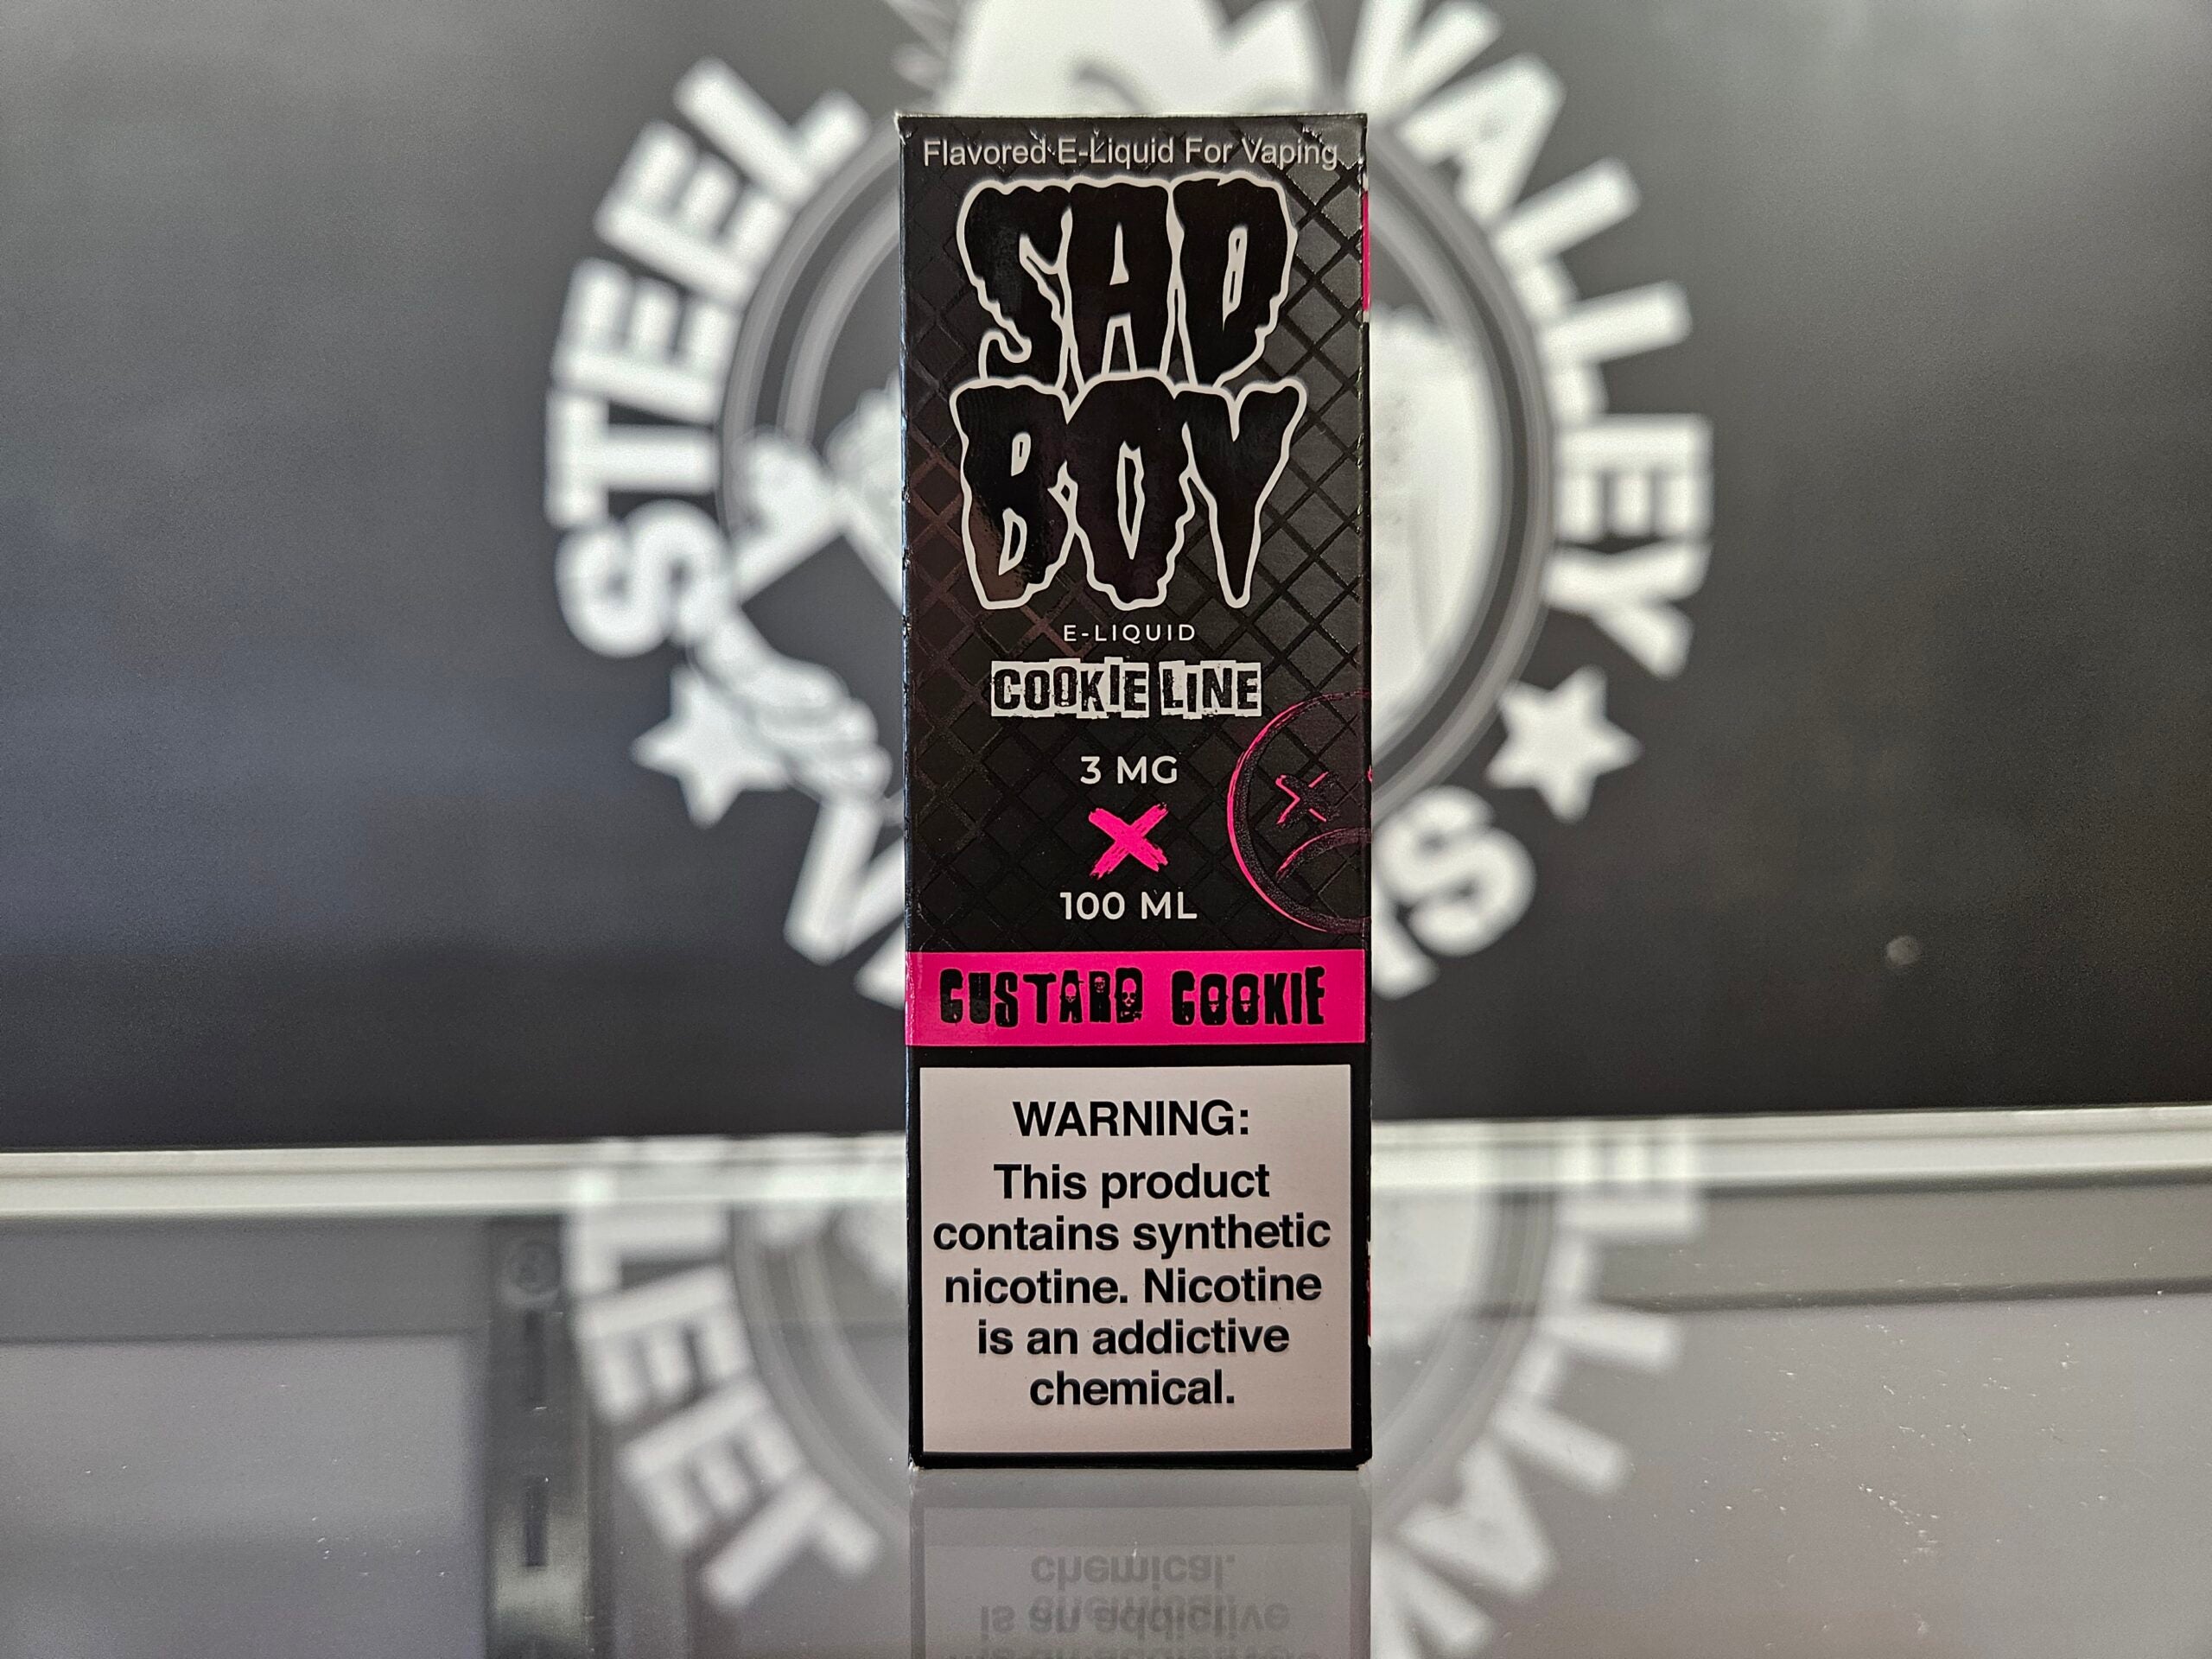 STEEL VALLEY
Flavored E-Liquid For Vaping
SAD
BOY
E-LIQUID
COOKIE LINE
3 MG
X
100 ML
CUSTARD COOKIE
WARNING:
This product
contains synthetic
nicotine. Nicotine
is an addictive
chemical.